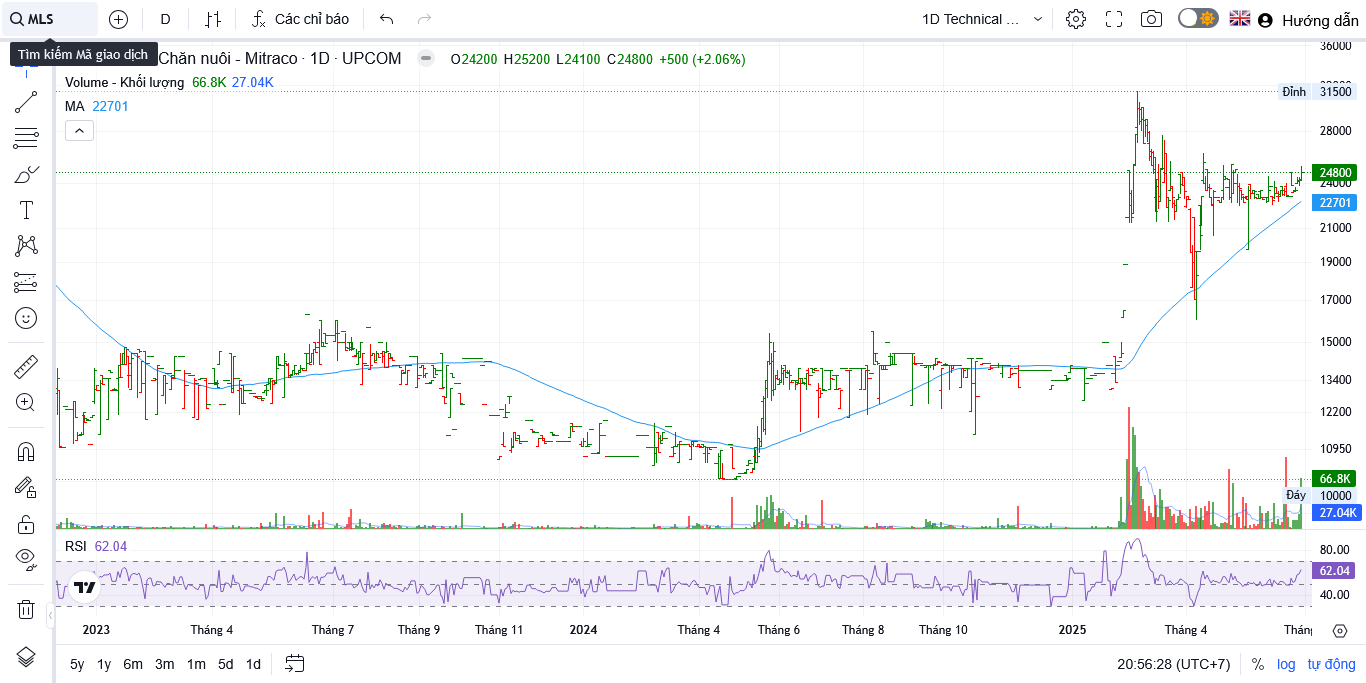 MLS
D
Các chỉ báo
1D Technical ...
Hướng dẫn
Tìm kiếm Mã giao dịch
Chăn nuôi - Mitraco · 1D · UPCOM
O24200 H25200 L24100 C24800 +500 (+2.06%)
Volume - Khối lượng 66.8K 27.04K
MA 22701
36000
Đỉnh 31500
28000
24800
24000
22701
21000
19000
17000
15000
13400
12200
10950
66.8K
Đáy 10000
27.04K
RSI 62.04
80.00
62.04
40.00
2023 Tháng 4 Tháng 7 Tháng 9 Tháng 11 2024 Tháng 4 Tháng 6 Tháng 8 Tháng 10 2025 Tháng 4
5y 1y 6m 3m 1m 5d 1d
20:56:28 (UTC+7) % log tự động